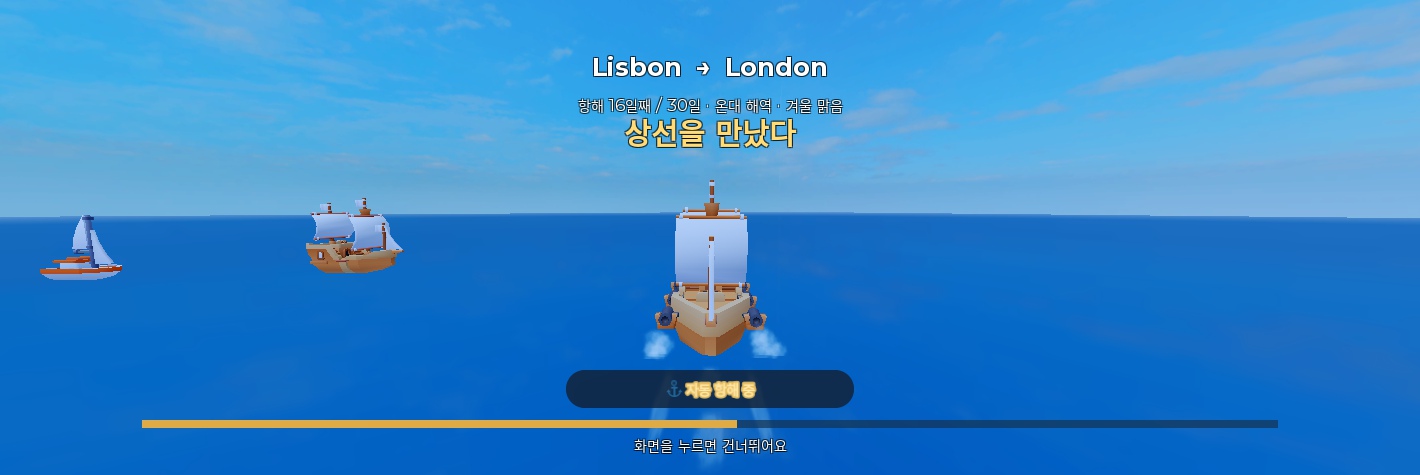 Lisbon → London
항해 16일째 / 30일 · 온대 해역 · 겨울 맑음
상선을 만났다
⚓ 자동 항해 중
화면을 누르면 건너뛰어요